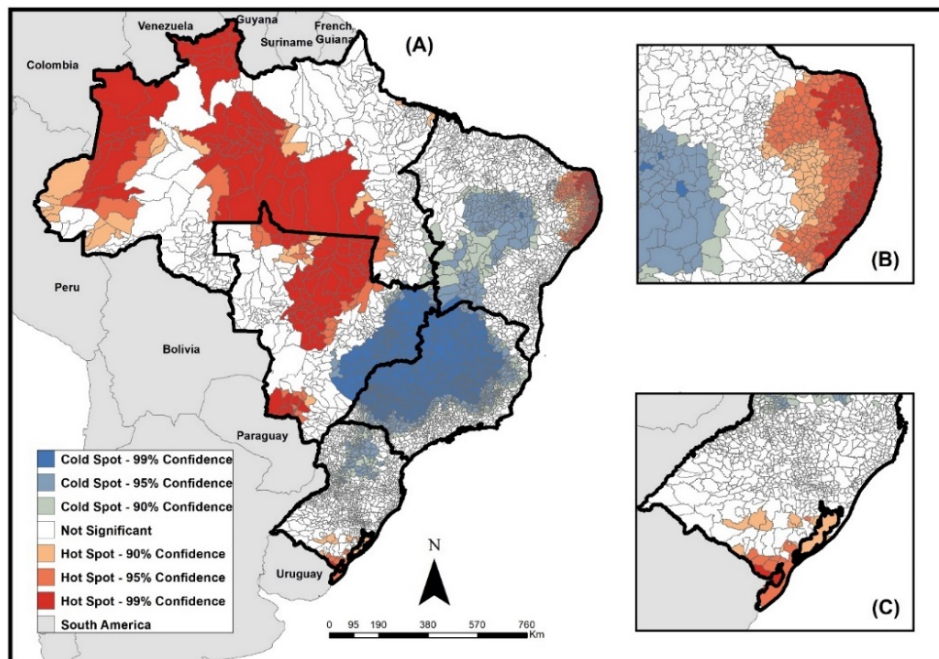 Venezuela
Guyana
French
Guiana
Suriname
(A)
Colombia
Peru
Bolivia
Paraguay
Uruguay
(B)
(C)
Cold Spot - 99% Confidence
Cold Spot - 95% Confidence
Cold Spot - 90% Confidence
Not Significant
Hot Spot - 90% Confidence
Hot Spot - 95% Confidence
Hot Spot - 99% Confidence
South America
N
0 95 190 380 570 760
Km